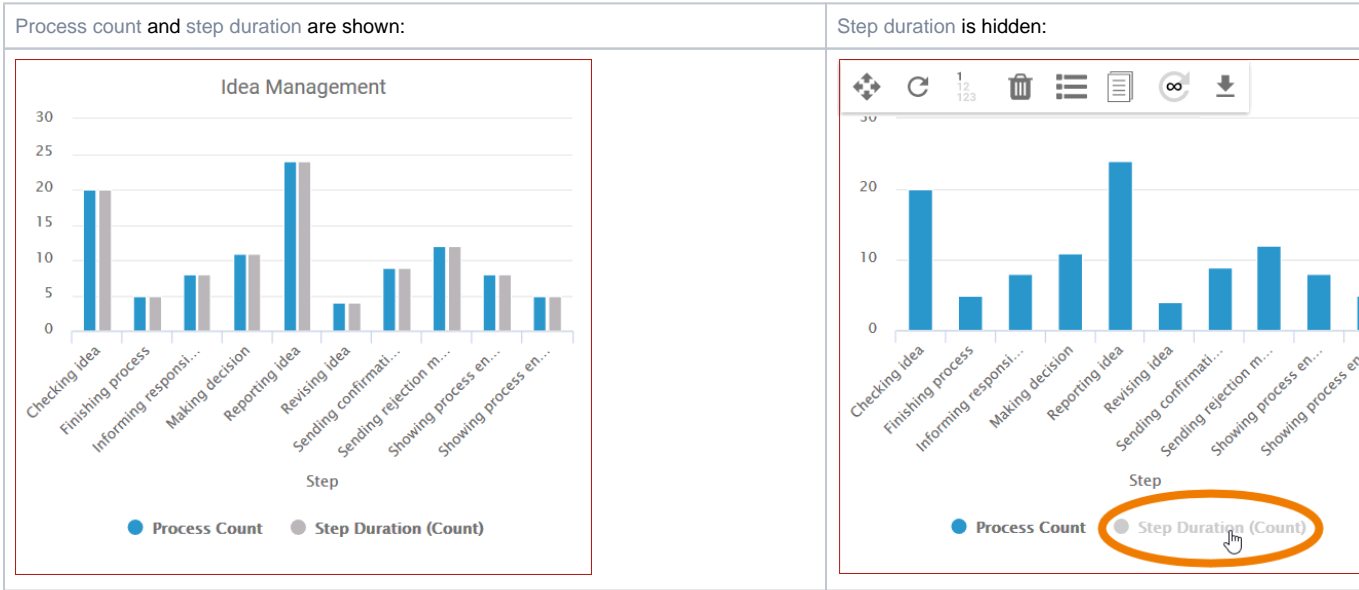 Process count and step duration are shown:
Idea Management
30
25
20
15
10
5
0
Checking idea
Finishing process
Informing responsi...
Making decision
Reporting idea
Revising idea
Sending confirmati...
Sending rejection m...
Showing process en...
Showing process en...
Step
Process Count
Step Duration (Count)
Step duration is hidden:
1
12
123
∞
30
20
10
0
Checking idea
Finishing process
Informing responsi...
Making decision
Reporting idea
Revising idea
Sending confirmati...
Sending rejection m...
Showing process en...
Showing process en
Step
Process Count
Step Duration (Count)